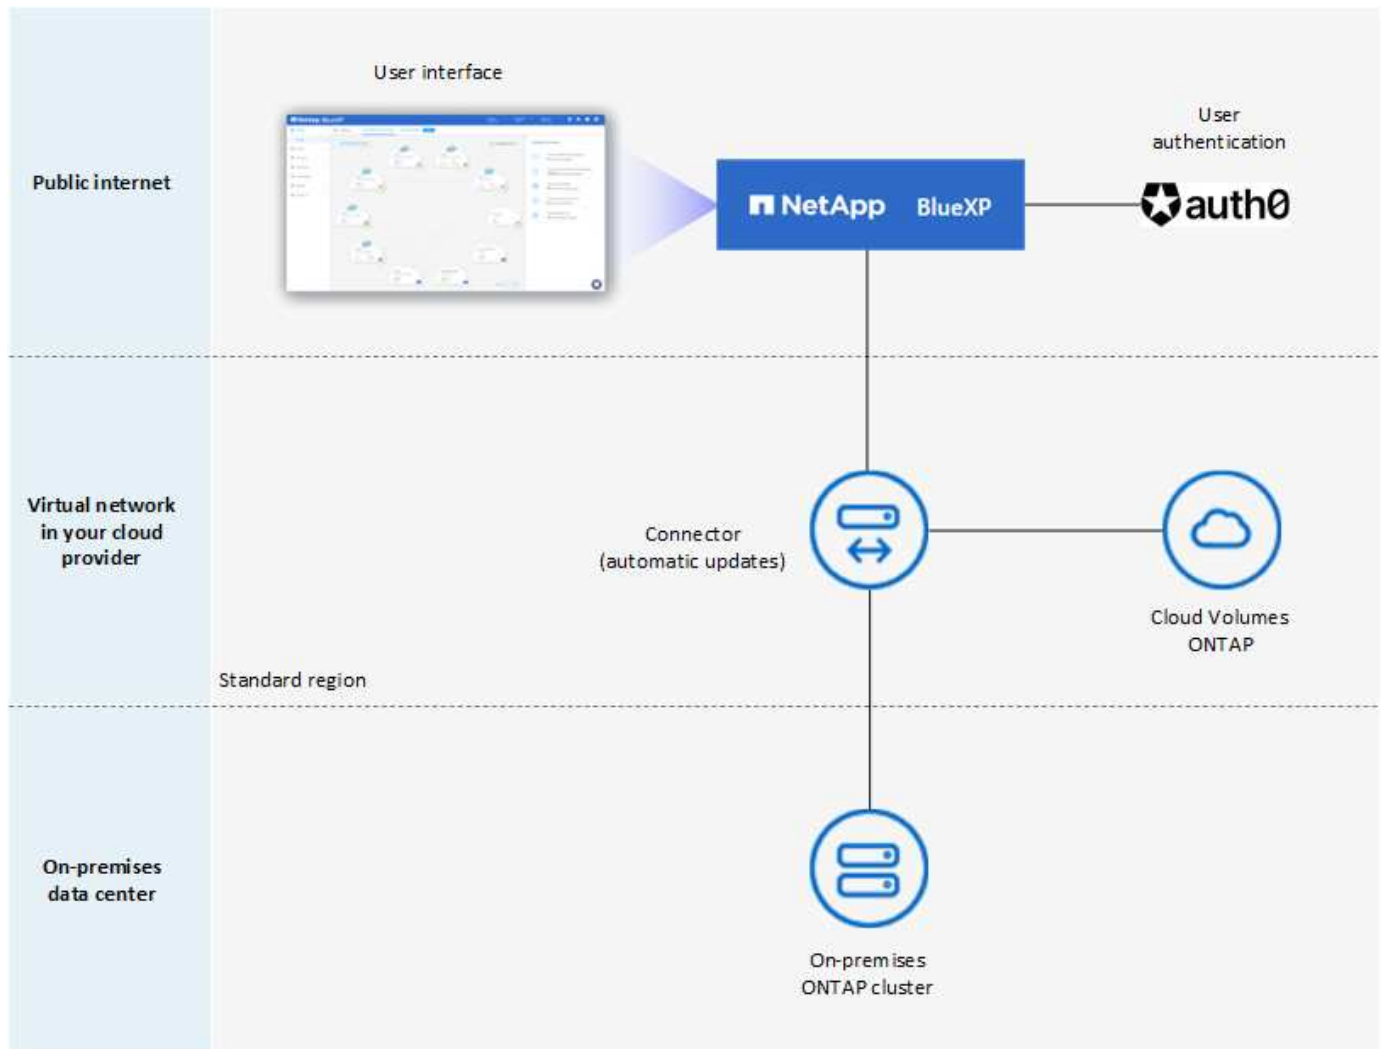 User interface
User
authentication
Public internet
NetApp BlueXP
auth0
Virtual network
in your cloud
provider
Connector
(automatic updates)
Cloud Volumes
ONTAP
Standard region
On-premises
data center
On-premises
ONTAP cluster